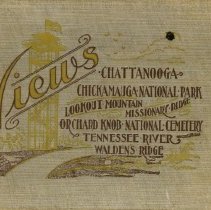 Views
CHATTANOOGA
CHICKAMAUGA-NATIONAL-PARK
LOOKOUT MOUNTAIN
MISSIONARY-RIDGE
ORCHARD KNOB-NATIONAL-CEMETERY
TENNESSEE-RIVER
WALDENS RIDGE